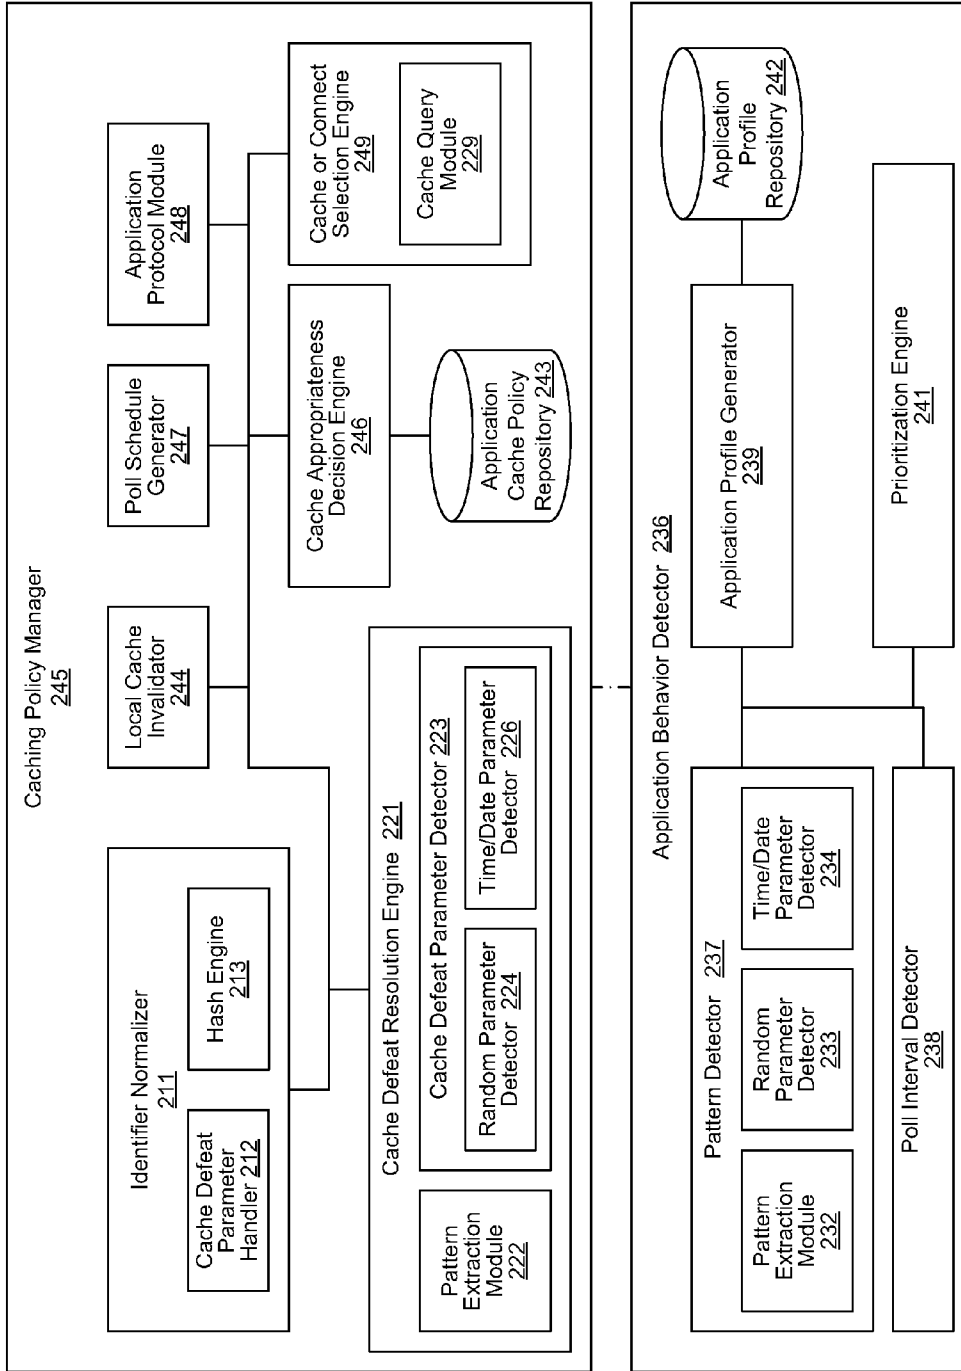 Caching Policy Manager
245
Identifier Normalizer
211
Cache Defeat
Parameter
Handler 212
Hash Engine
213
Local Cache
Invalidator
244
Poll Schedule
Generator
247
Application
Protocol Module
248
Cache Defeat Resolution Engine 221
Pattern
Extraction
Module
222
Cache Defeat Parameter Detector 223
Random Parameter
Detector 224
Time/Date Parameter
Detector 226
Cache Appropriateness
Decision Engine
246
Application
Cache Policy
Repository 243
Cache or Connect
Selection Engine
249
Cache Query
Module
229
Application Behavior Detector 236
Pattern Detector 237
Pattern
Extraction
Module
232
Random
Parameter
Detector
233
Time/Date
Parameter
Detector
234
Application Profile Generator
239
Application
Profile
Repository 242
Poll Interval Detector
238
Prioritization Engine
241